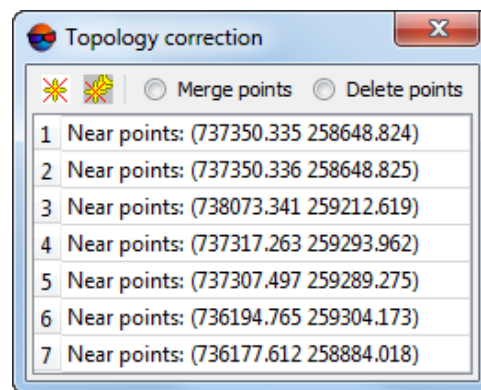 Topology correction
Merge points Delete points
1 Near points: (737350.335 258648.824)
2 Near points: (737350.336 258648.825)
3 Near points: (738073.341 259212.619)
4 Near points: (737317.263 259293.962)
5 Near points: (737307.497 259289.275)
6 Near points: (736194.765 259304.173)
7 Near points: (736177.612 258884.018)